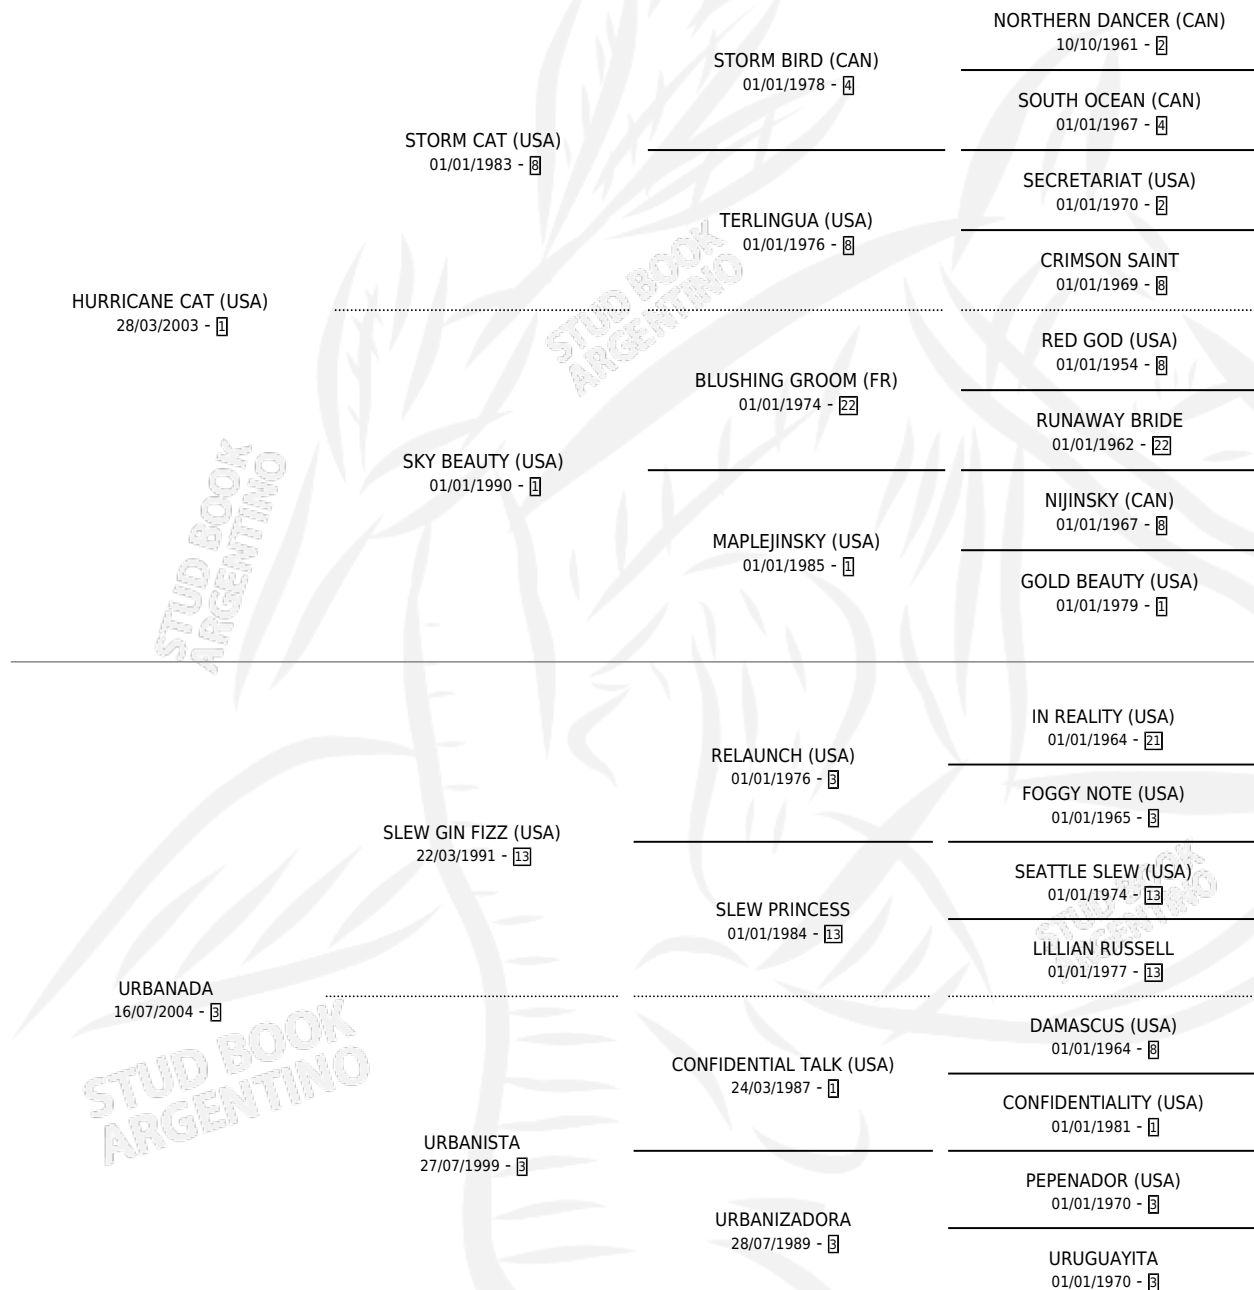 NORTHERN DANCER (CAN)
10/10/1961 - 2
STORM BIRD (CAN)
01/01/1978 - 4
SOUTH OCEAN (CAN)
01/01/1967 - 4
STORM CAT (USA)
01/01/1983 - 8
SECRETARIAT (USA)
01/01/1970 - 2
TERLINGUA (USA)
01/01/1976 - 8
CRIMSON SAINT
01/01/1969 - 8
HURRICANE CAT (USA)
28/03/2003 - 1
RED GOD (USA)
01/01/1954 - 8
BLUSHING GROOM (FR)
01/01/1974 - 22
RUNAWAY BRIDE
01/01/1962 - 22
SKY BEAUTY (USA)
01/01/1990 - 1
NIJINSKY (CAN)
01/01/1967 - 8
MAPLEJINSKY (USA)
01/01/1985 - 1
GOLD BEAUTY (USA)
01/01/1979 - 1
IN REALITY (USA)
01/01/1964 - 21
RELAUNCH (USA)
01/01/1976 - 3
FOGGY NOTE (USA)
01/01/1965 - 3
SLEW GIN FIZZ (USA)
22/03/1991 - 13
SEATTLE SLEW (USA)
01/01/1974 - 13
SLEW PRINCESS
01/01/1984 - 13
LILLIAN RUSSELL
01/01/1977 - 13
URBANADA
16/07/2004 - 3
DAMASCUS (USA)
01/01/1964 - 8
CONFIDENTIAL TALK (USA)
24/03/1987 - 1
CONFIDENTIALITY (USA)
01/01/1981 - 1
URBANISTA
27/07/1999 - 3
PEPENADOR (USA)
01/01/1970 - 3
URBANIZADORA
28/07/1989 - 3
URUGUAYITA
01/01/1970 - 3
STUD BOOK
ARGENTINO
STUD BOOK
ARGENTINO
STUD BOOK
ARGENTINO
STUD BOOK
ARGENTINO